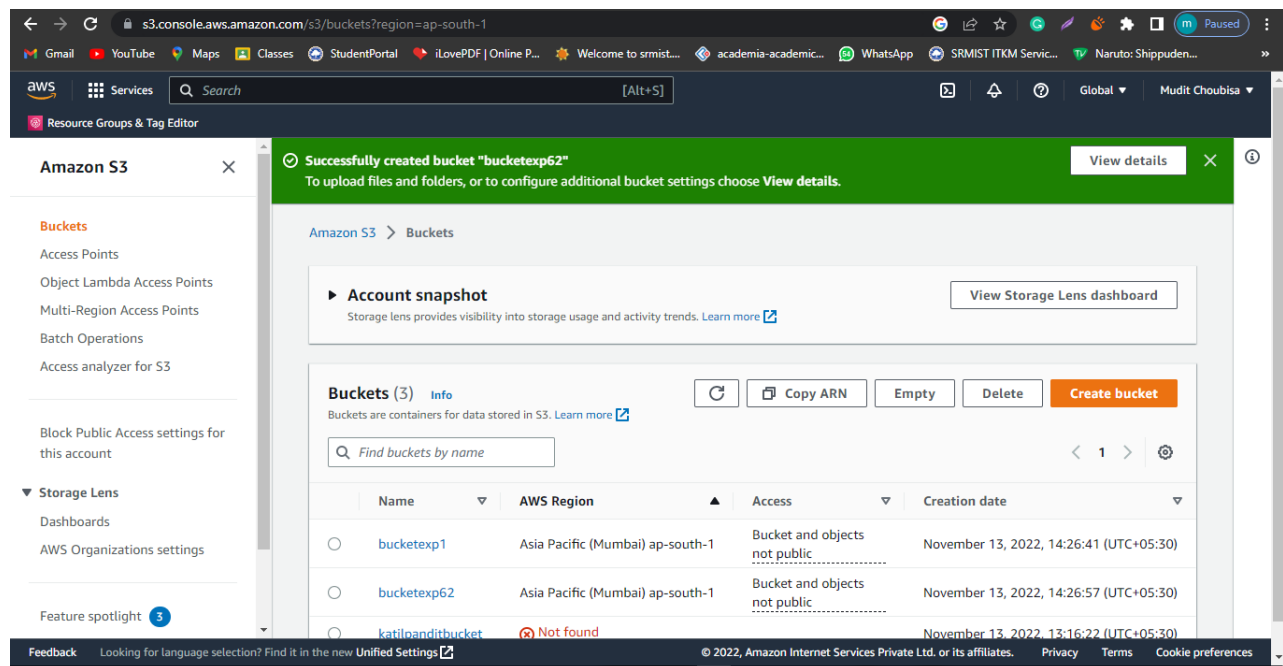 s3.console.aws.amazon.com/s3/buckets?region=ap-south-1
m Paused
Gmail YouTube Maps Classes StudentPortal iLovePDF | Online P... Welcome to srmist.... academia-academic... WhatsApp SRMIST ITKM Servic... Naruto: Shippuden... »
aws Services Search [Alt+S] Global Mudit Choubisa
Resource Groups & Tag Editor
Amazon S3
Buckets
Access Points
Object Lambda Access Points
Multi-Region Access Points
Batch Operations
Access analyzer for S3
Block Public Access settings for
this account
Storage Lens
Dashboards
AWS Organizations settings
Feature spotlight 3
Successfully created bucket "bucketexp62"
To upload files and folders, or to configure additional bucket settings choose View details.
View details
Amazon S3 > Buckets
Account snapshot
Storage lens provides visibility into storage usage and activity trends. Learn more
View Storage Lens dashboard
Buckets (3) Info
Buckets are containers for data stored in S3. Learn more
Copy ARN Empty Delete Create bucket
Find buckets by name
1
Name AWS Region Access Creation date
bucketexp1 Asia Pacific (Mumbai) ap-south-1 Bucket and objects
not public
November 13, 2022, 14:26:41 (UTC+05:30)
bucketexp62 Asia Pacific (Mumbai) ap-south-1 Bucket and objects
not public
November 13, 2022, 14:26:57 (UTC+05:30)
katilpanditbucket Not found November 13, 2022, 13:16:22 (UTC+05:30)
Feedback Looking for language selection? Find it in the new Unified Settings © 2022, Amazon Internet Services Private Ltd. or its affiliates. Privacy Terms Cookie preferences